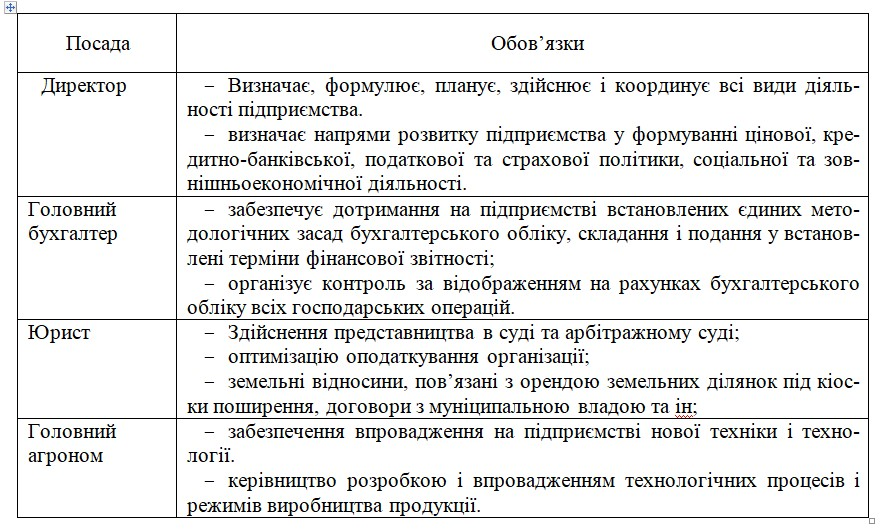 Посада
Обов’язки
Директор
– Визначає, формулює, планує, здійснює і координує всі види діяль-
ності підприємства.
– визначає напрями розвитку підприємства у формуванні цінової, кре-
дитно-банківської, податкової та страхової політики, соціальної та зов-
нішньоекономічної діяльності.
Головний
бухгалтер
– забезпечує дотримання на підприємстві встановлених єдиних мето-
дологічних засад бухгалтерського обліку, складання і подання у встанов-
лені терміни фінансової звітності;
– організує контроль за відображенням на рахунках бухгалтерського
обліку всіх господарських операцій.
Юрист
– Здійснення представництва в суді та арбітражному суді;
– оптимізацію оподаткування організації;
– земельні відносини, пов’язані з орендою земельних ділянок під кіос-
ки поширення, договори з муніципальною владою та ін;
Головний
агроном
– забезпечення впровадження на підприємстві нової техніки і техно-
логії.
– керівництво розробкою і впровадженням технологічних процесів і
режимів виробництва продукції.